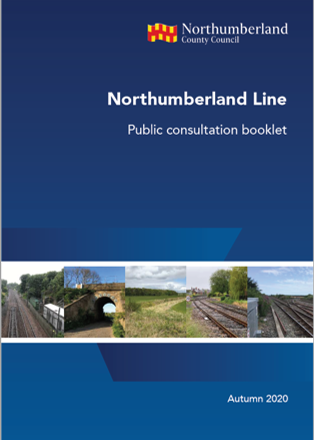 Northumberland
County Council
Northumberland Line
Public consultation booklet
Autumn 2020